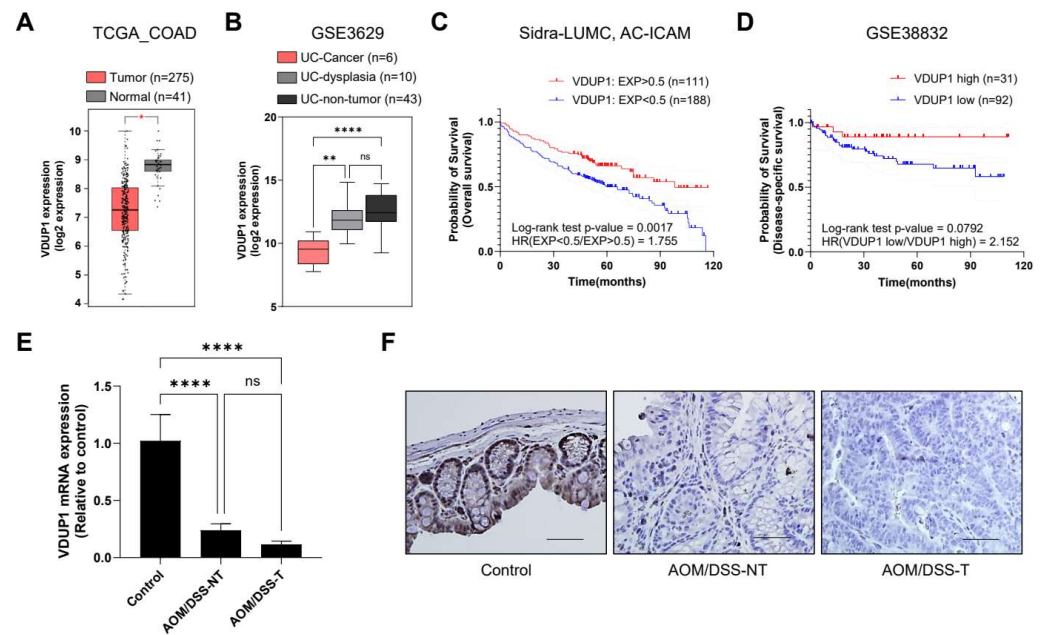 A
TCGA_COAD
Tumor (n=275)
Normal (n=41)
VDUP1 expression
(log2 expression)
10
9
8
7
6
5
4
*
B
GSE3629
UC-Cancer (n=6)
UC-dysplasia (n=10)
UC-non-tumor (n=43)
VDUP1 expression
(log2 expression)
20
15
10
5
****
**
ns
C
Sidra-LUMC, AC-ICAM
VDUP1: EXP>0.5 (n=111)
VDUP1: EXP<0.5 (n=188)
Probability of Survival
(Overall survival)
1.0
0.5
0.0
Log-rank test p-value = 0.0017
HR(EXP<0.5/EXP>0.5) = 1.755
0 30 60 90 120
Time(months)
D
GSE38832
VDUP1 high (n=31)
VDUP1 low (n=92)
Probability of Survival
(Disease-specific survival)
1.0
0.5
0.0
Log-rank test p-value = 0.0792
HR(VDUP1 low/VDUP1 high) = 2.152
0 30 60 90 120
Time(months)
E
VDUP1 mRNA expression
(Relative to control)
1.5
1.0
0.5
0.0
****
****
ns
Control
AOM/DSS-NT
AOM/DSS-T
F
Control
AOM/DSS-NT
AOM/DSS-T